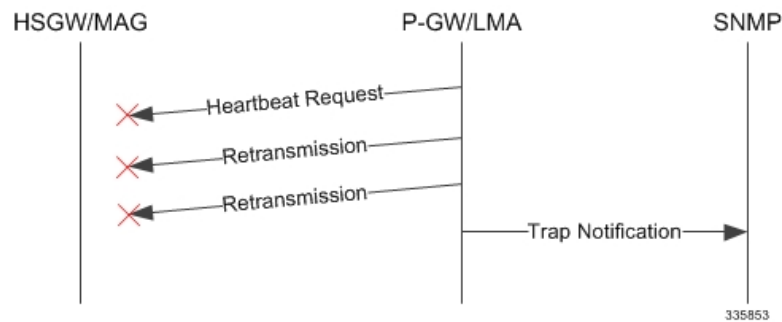 HSGW/MAG
P-GW/LMA
SNMP
Heartbeat Request
Retransmission
Retransmission
Trap Notification
335853